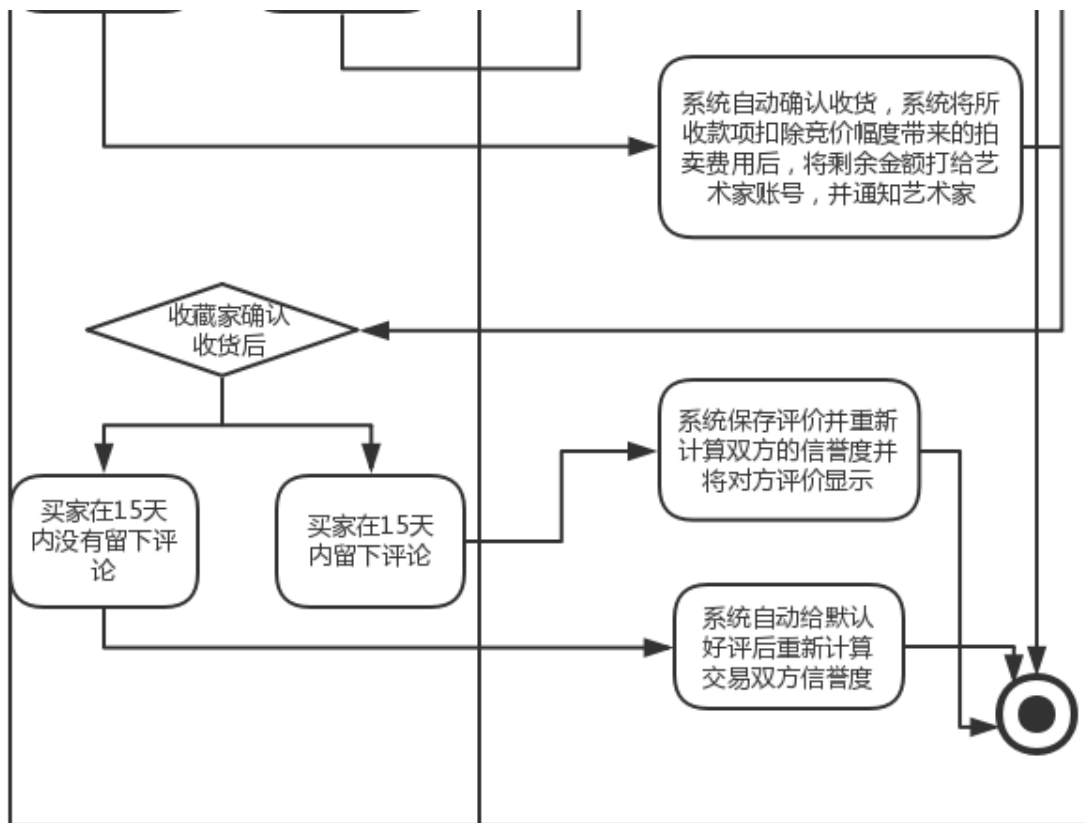 系统自动确认收货，系统将所
收款项扣除竞价幅度带来的拍
卖费用后，将剩余金额打给艺
术家账号，并通知艺术家
收藏家确认
收货后
系统保存评价并重新
计算双方的信誉度并
将对方评价显示
买家在15天
内没有留下评
论
买家在15天
内留下评论
系统自动给默认
好评后重新计算
交易双方信誉度